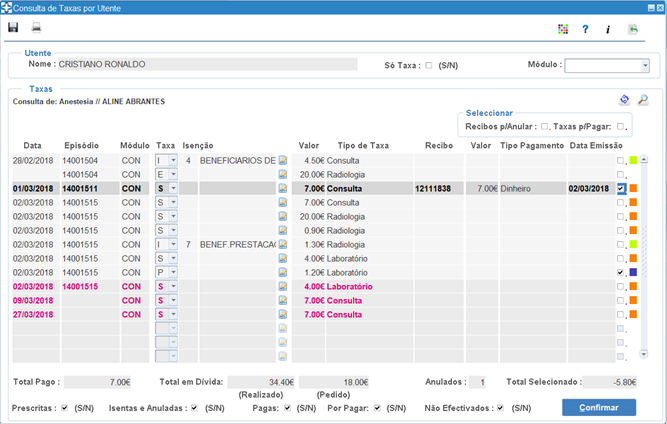 Consulta de Taxas por Utente
Utente
Nome : CRISTIANO RONALDO Só Taxa : (S/N) Módulo :
Taxas
Consulta de: Anestesia // ALINE ABRANTES
Seleccionar
Recibos p/Anular : . Taxas p/Pagar: .
Data Episódio Módulo Taxa Isenção Valor Tipo de Taxa Recibo Valor Tipo Pagamento Data Emissão
28/02/2018 14001504 CON I 4 BENEFICIARIOS DE 4.50€ Consulta
14001504 CON E 20.00€ Radiologia
01/03/2018 14001511 CON S 7.00€ Consulta 12111838 7.00€ Dinheiro 02/03/2018
02/03/2018 14001515 CON S 7.00€ Consulta
02/03/2018 14001515 CON S 20.00€ Radiologia
02/03/2018 14001515 CON S 0.90€ Radiologia
02/03/2018 14001515 CON I 7 BENEF.PRESTACAÇ 1.30€ Radiologia
02/03/2018 14001515 CON S 4.00€ Laboratório
02/03/2018 14001515 CON P 1.20€ Laboratório
02/03/2018 14001515 CON S 4.00€ Laboratório
09/03/2018 CON S 7.00€ Consulta
27/03/2018 CON S 7.00€ Consulta
Total Pago : 7.00€ Total em Dívida: 34.40€ 18.00€ Anulados : 1 Total Selecionado : -5.80€
(Realizado) (Pedido)
Prescritas : (S/N) Isentas e Anuladas : (S/N) Pagas: (S/N) Por Pagar: (S/N) Não Efectivados : (S/N) Confirmar